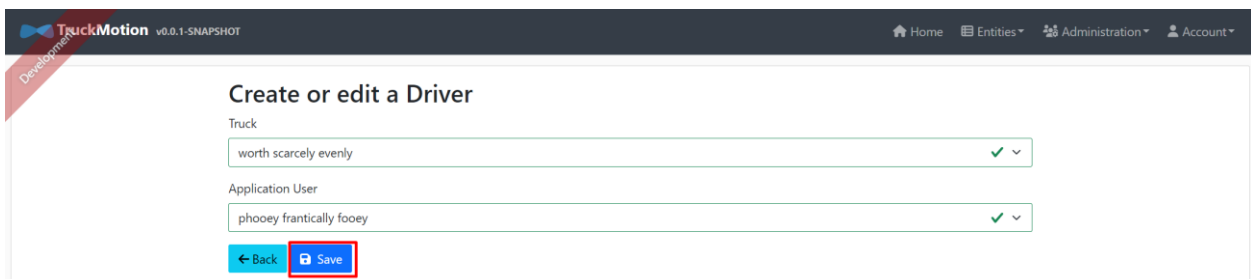 TruckMotion v0.0.1-SNAPSHOT Home Entities Administration Account
Development
Create or edit a Driver
Truck
worth scarcely evenly
Application User
phooey frantically fooey
Back Save